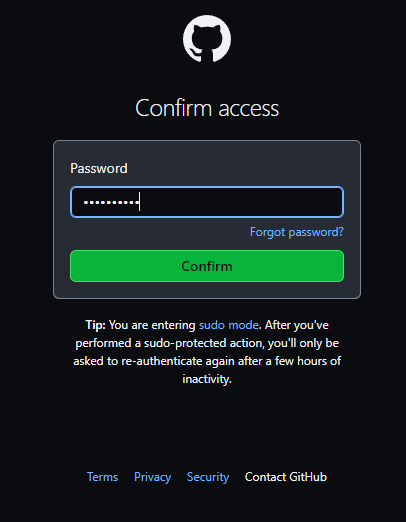 Confirm access
Password
••••••••••
Forgot password?
Confirm
Tip: You are entering sudo mode. After you've
performed a sudo-protected action, you'll only be
asked to re-authenticate again after a few hours of
inactivity.
Terms Privacy Security Contact GitHub